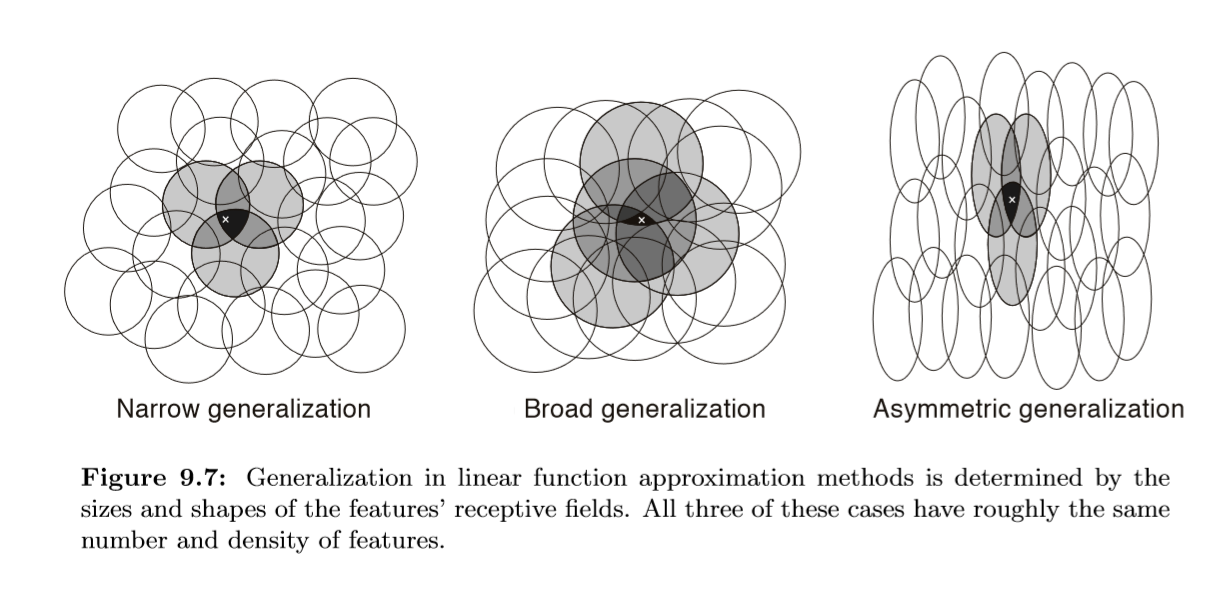 Narrow generalization
Broad generalization
Asymmetric generalization
Figure 9.7: Generalization in linear function approximation methods is determined by the
sizes and shapes of the features’ receptive fields. All three of these cases have roughly the same
number and density of features.